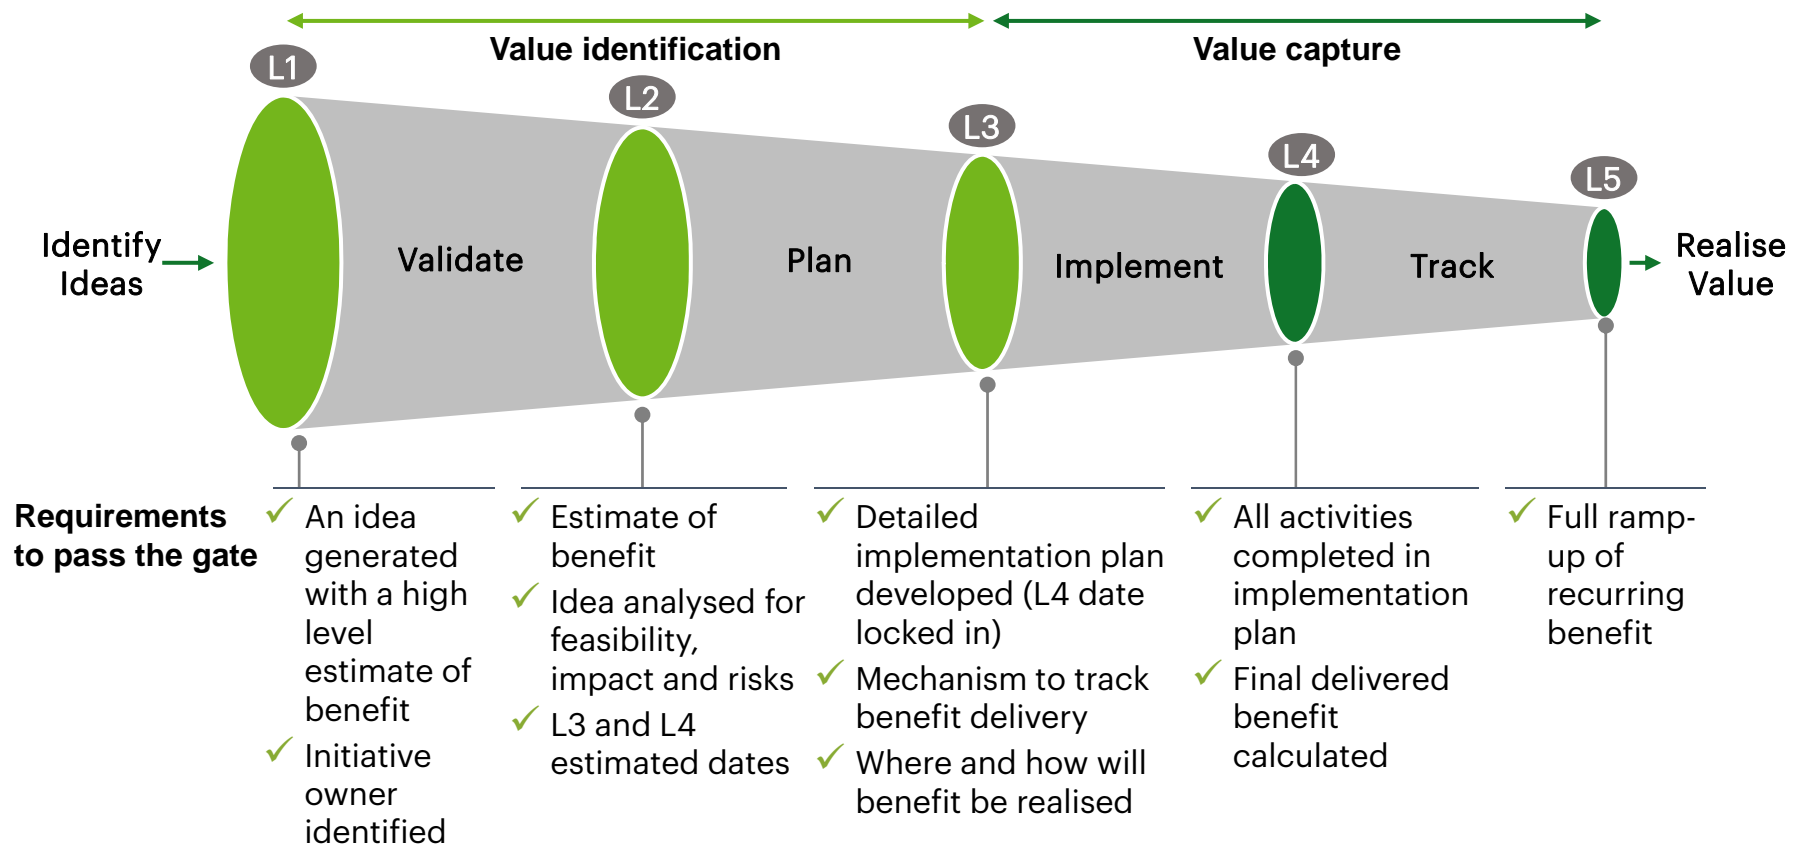 Value identification
Value capture
L1
L2
L3
L4
L5
Identify
Ideas
Validate
Plan
Implement
Track
Realise
Value
Requirements
to pass the gate
An idea
generated
with a high
level
estimate of
benefit
Initiative
owner
identified
Estimate of
benefit
Idea analysed for
feasibility,
impact and risks
L3 and L4
estimated dates
Detailed
implementation plan
developed (L4 date
locked in)
Mechanism to track
benefit delivery
Where and how will
benefit be realised
All activities
completed in
implementation
plan
Final delivered
benefit
calculated
Full ramp-
up of
recurring
benefit